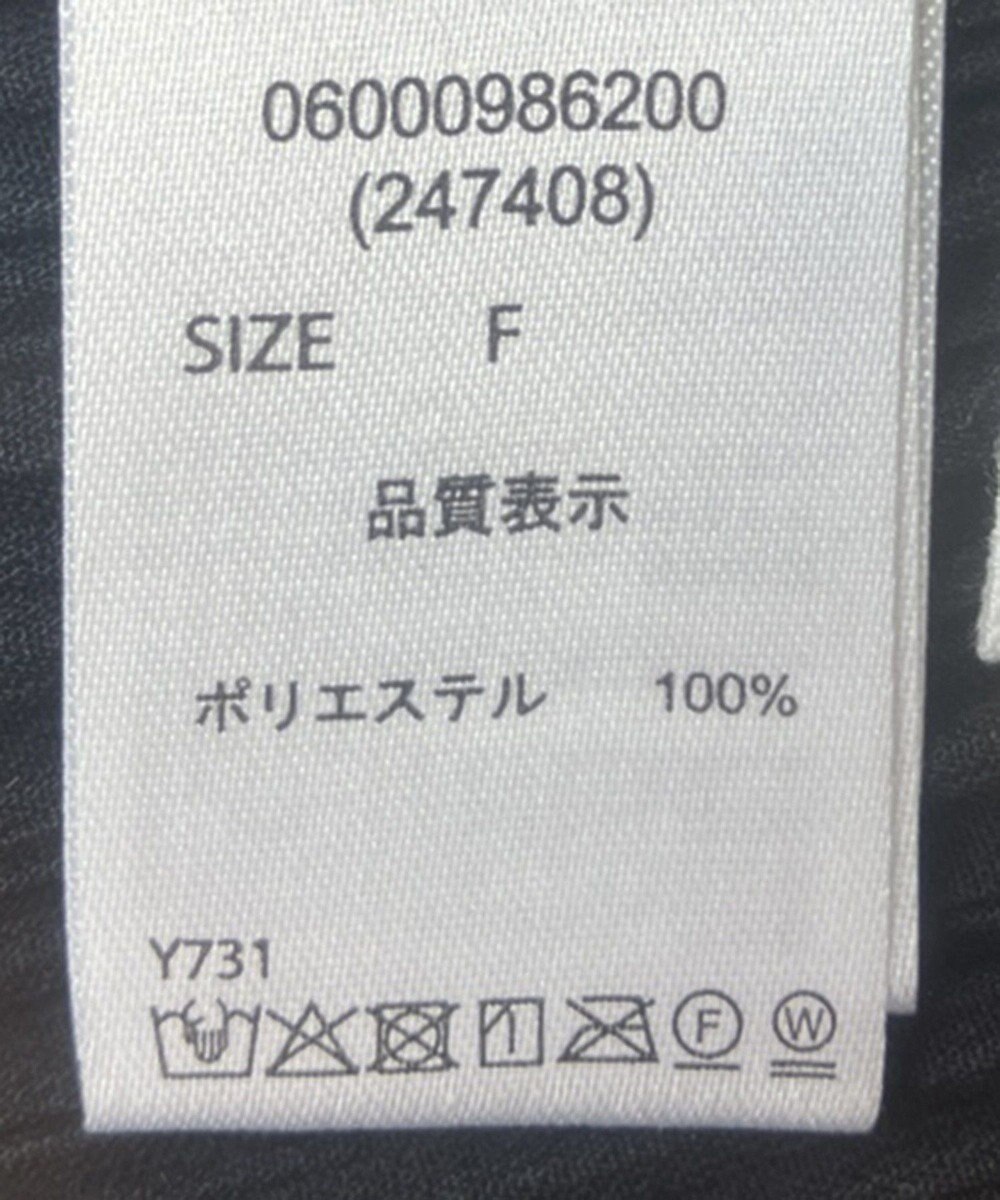 06000986200
(247408)
SIZE F
品質表示
ポリエステル 100%
Y731
F W